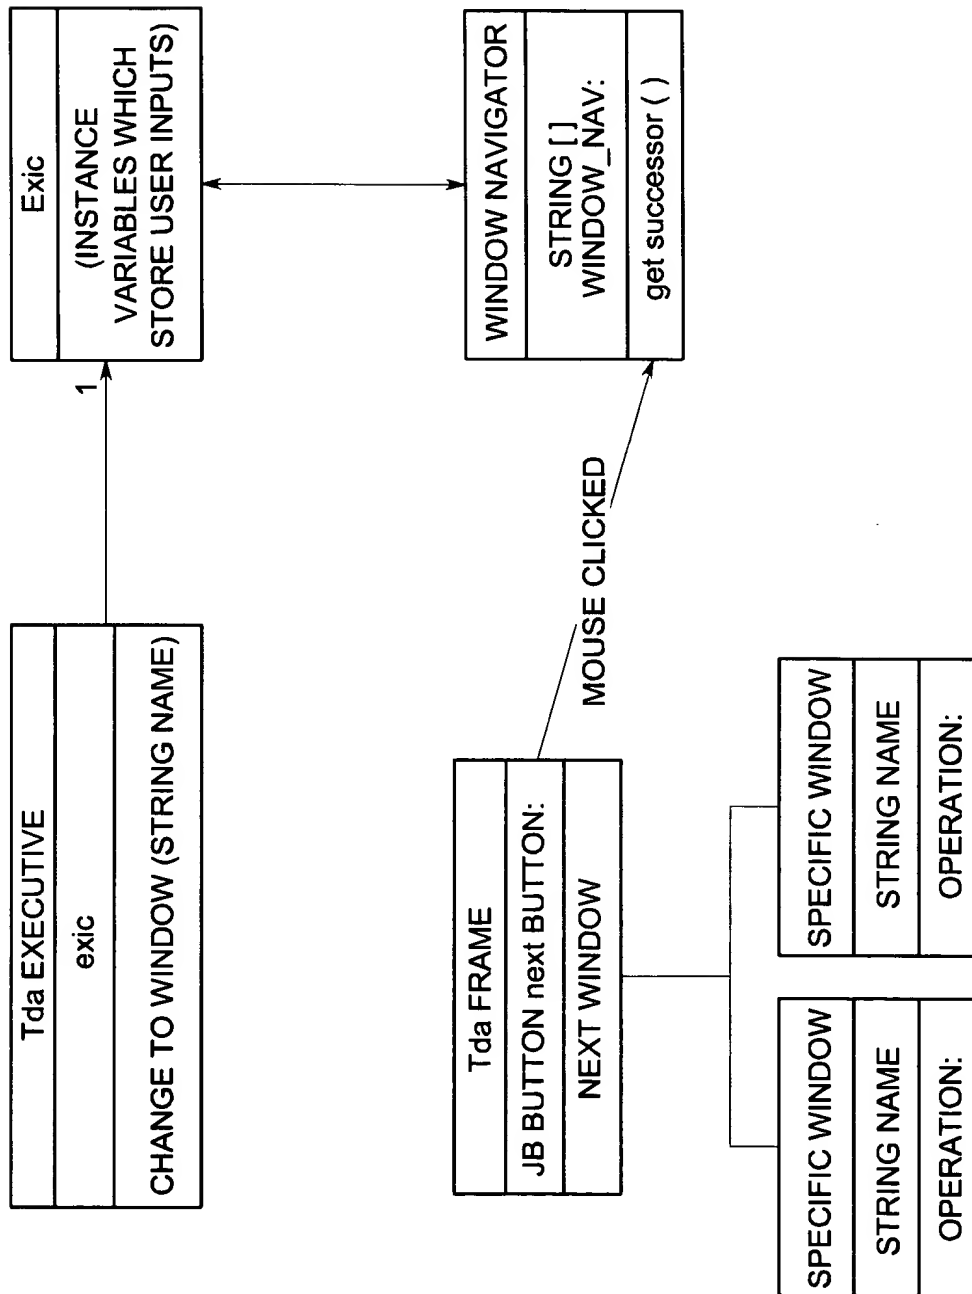 Tda EXECUTIVE
exic
CHANGE TO WINDOW (STRING NAME)
1
Exic
(INSTANCE
VARIABLES WHICH
STORE USER INPUTS)
Tda FRAME
JB BUTTON next BUTTON:
NEXT WINDOW
MOUSE CLICKED
WINDOW NAVIGATOR
STRING [ ]
WINDOW_NAV:
get successor ( )
SPECIFIC WINDOW
STRING NAME
OPERATION:
SPECIFIC WINDOW
STRING NAME
OPERATION: